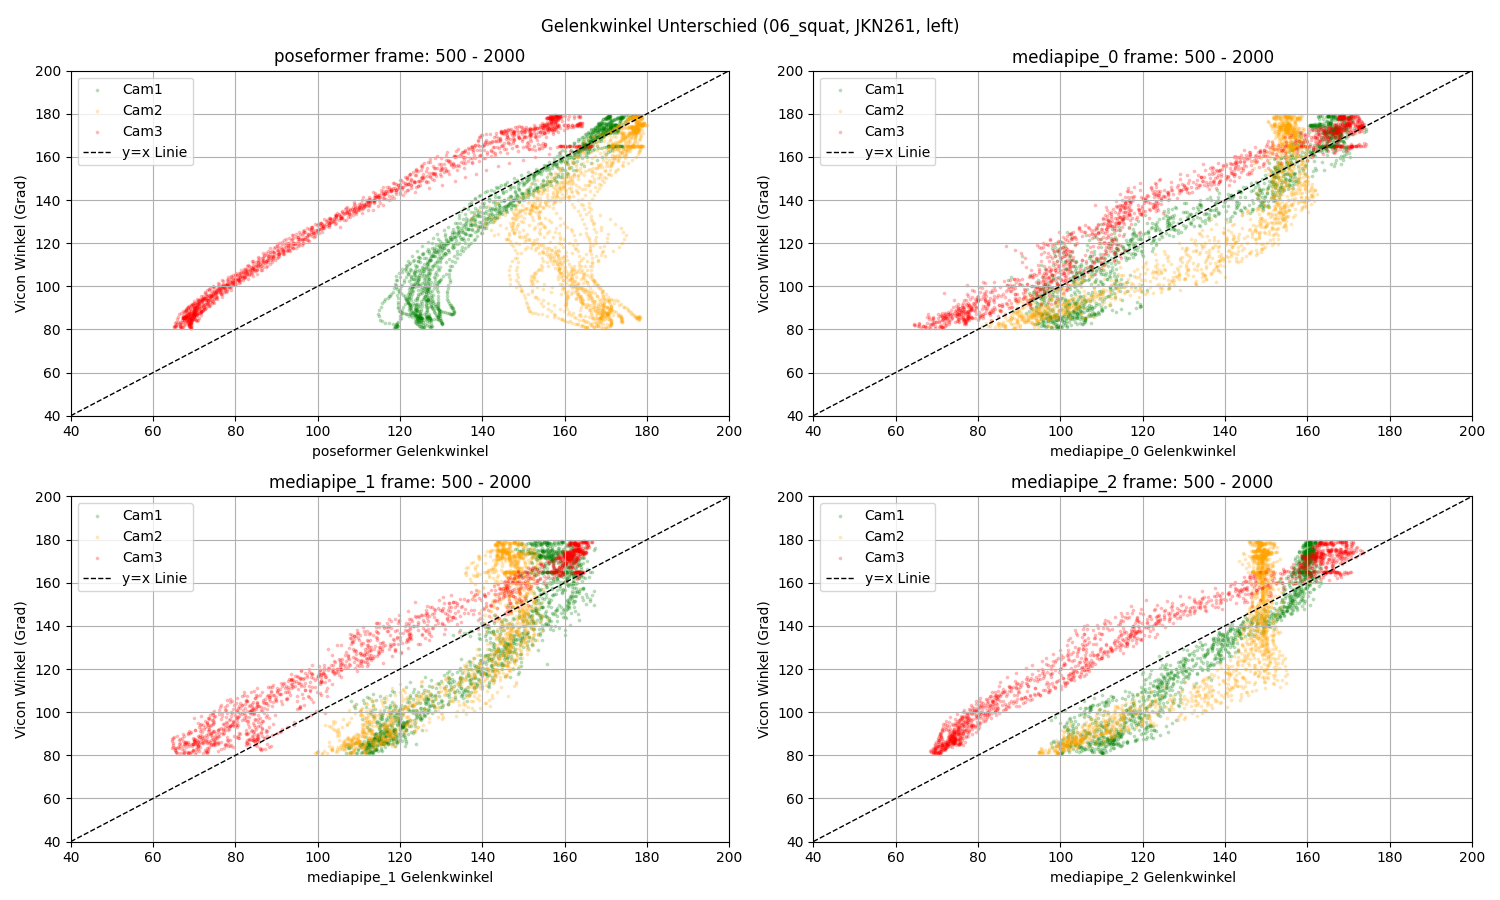 Gelenkwinkel Unterschied (06_squat, JKN261, left)
poseformer frame: 500 - 2000
200
180
160
140
120
100
80
60
40
Vicon Winkel (Grad)
Cam1
Cam2
Cam3
y=x Linie
40 60 80 100 120 140 160 180 200
poseformer Gelenkwinkel
mediapipe_0 frame: 500 - 2000
200
180
160
140
120
100
80
60
40
Vicon Winkel (Grad)
Cam1
Cam2
Cam3
y=x Linie
40 60 80 100 120 140 160 180 200
mediapipe_0 Gelenkwinkel
mediapipe_1 frame: 500 - 2000
200
180
160
140
120
100
80
60
40
Vicon Winkel (Grad)
Cam1
Cam2
Cam3
y=x Linie
40 60 80 100 120 140 160 180 200
mediapipe_1 Gelenkwinkel
mediapipe_2 frame: 500 - 2000
200
180
160
140
120
100
80
60
40
Vicon Winkel (Grad)
Cam1
Cam2
Cam3
y=x Linie
40 60 80 100 120 140 160 180 200
mediapipe_2 Gelenkwinkel